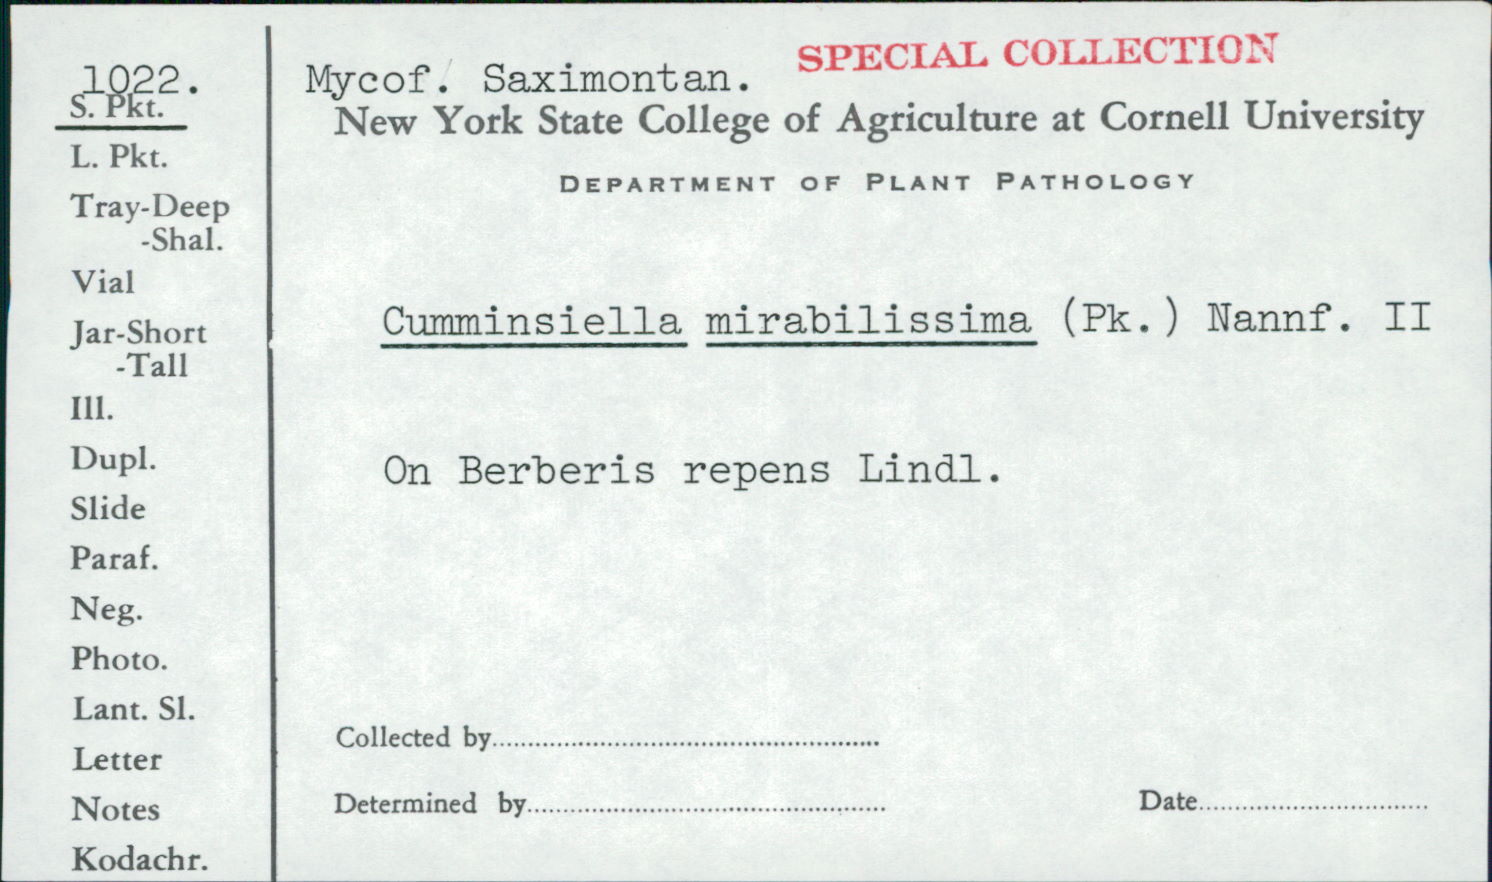 1022.
S. Pkt.
L. Pkt.
Tray-Deep
-Shal.
Vial
Jar-Short
-Tall
Ill.
Dupl.
Slide
Paraf.
Neg.
Photo.
Lant. Sl.
Letter
Notes
Kodachr.
SPECIAL COLLECTION
Mycof. Saximontan.
New York State College of Agriculture at Cornell University
DEPARTMENT OF PLANT PATHOLOGY
Cumminsiella mirabilissima (Pk.) Nannf. II
On Berberis repens Lindl.
Collected by
Determined by
Date